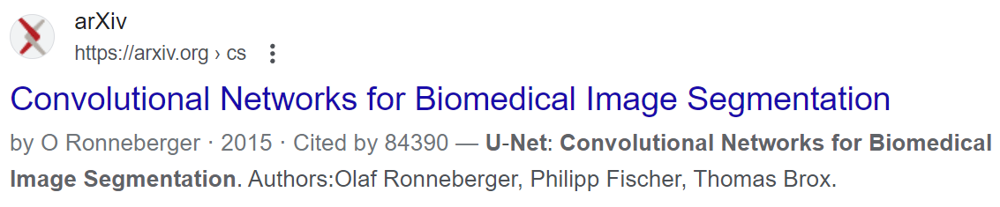 arXiv
https://arxiv.org › cs
Convolutional Networks for Biomedical Image Segmentation
by O Ronneberger · 2015 · Cited by 84390 — U-Net: Convolutional Networks for Biomedical
Image Segmentation. Authors:Olaf Ronneberger, Philipp Fischer, Thomas Brox.